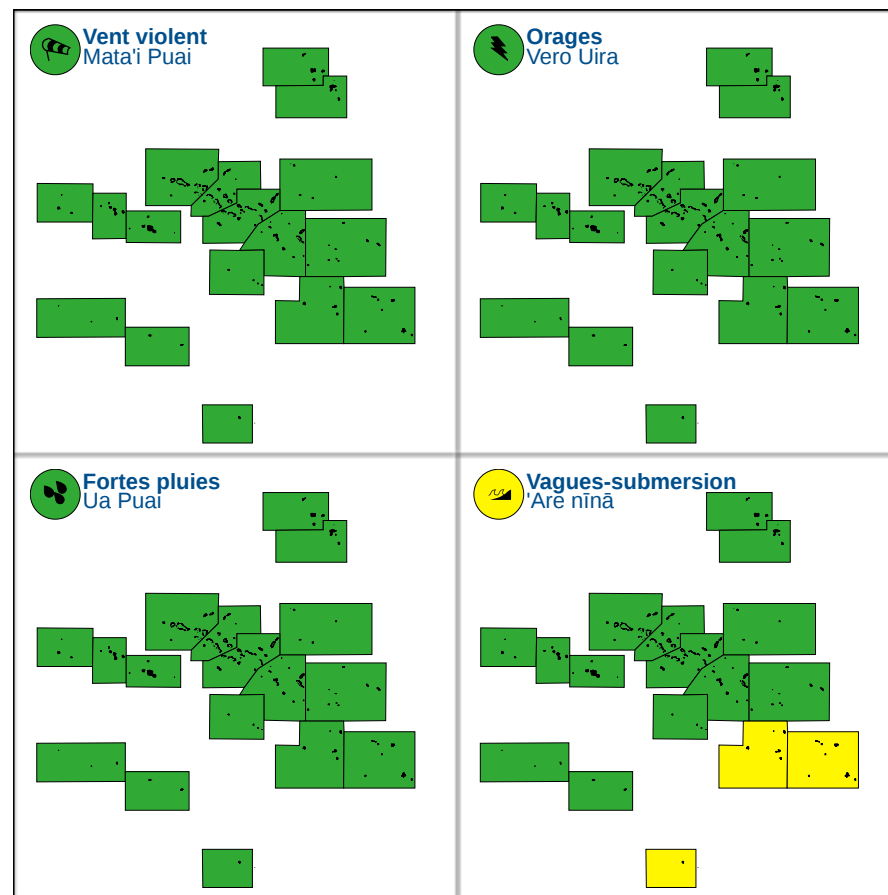 Vent violent
Mata'i Puai
Orages
Vero Uira
Fortes pluies
Ua Puai
Vagues-submersion
'Are nīnā